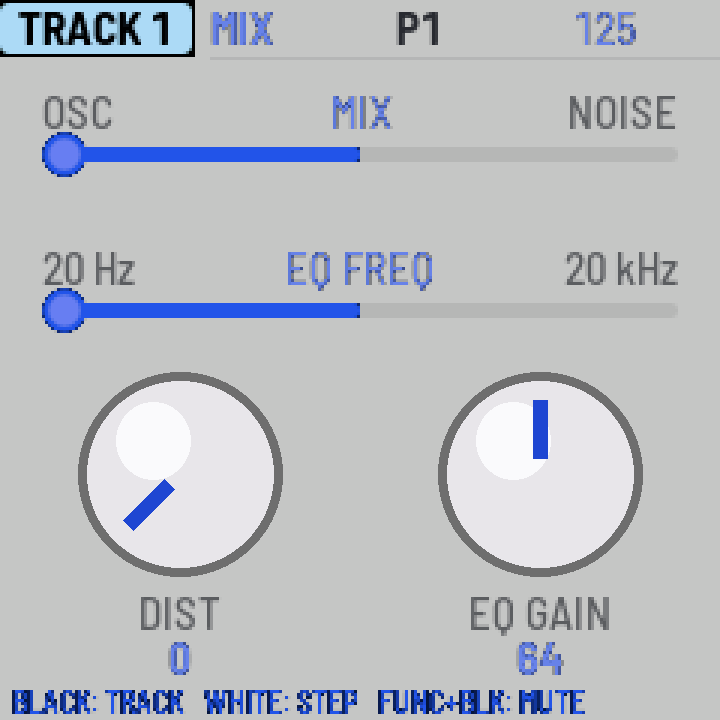 TRACK 1 MIX P1 125
OSC MIX NOISE
20 Hz EQ FREQ 20 kHz
DIST EQ GAIN
0 64
BLACK: TRACK WHITE: STEP FUNC+BLK: MUTE